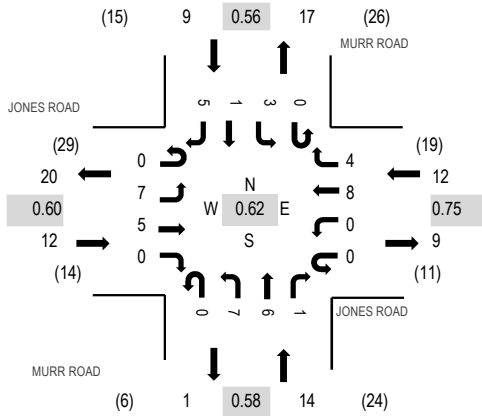 (15) 9 0.56 17 (26)
MURR ROAD
JONES ROAD
5 1 3 0
(29) 0 4 (19)
20 7 N 8 12
0.60 W 0.62 E 0.75
12 5 S 0 9
(14) 0 0 (11)
0 7 6 1
JONES ROAD
MURR ROAD
(6) 1 0.58 14 (24)